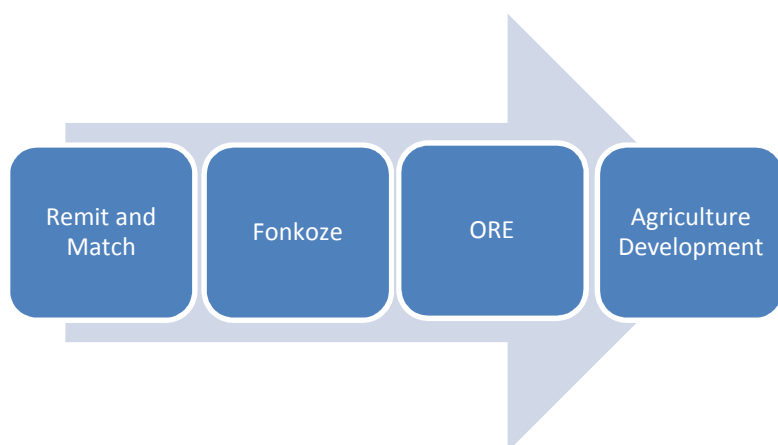 Remit and
Match
Fonkoze
ORE
Agriculture
Development